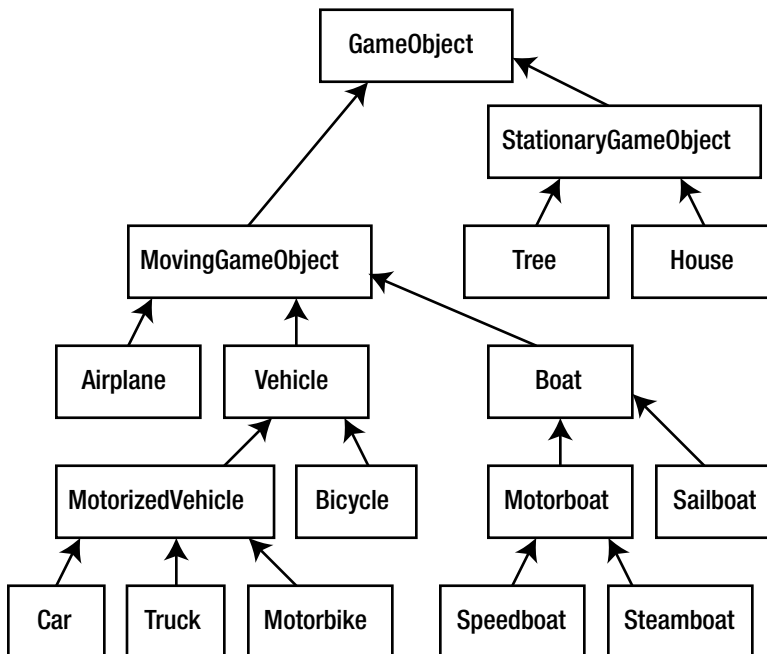 GameObject
StationaryGameObject
MovingGameObject
Tree
House
Airplane
Vehicle
Boat
MotorizedVehicle
Bicycle
Motorboat
Sailboat
Car
Truck
Motorbike
Speedboat
Steamboat